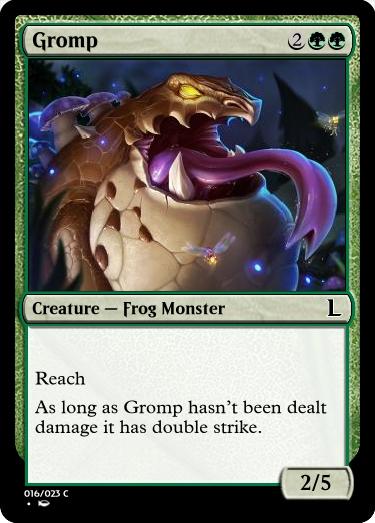 Gromp 2
Creature — Frog Monster L
Reach
As long as Gromp hasn't been dealt
damage it has double strike.
2/5
016/023 C